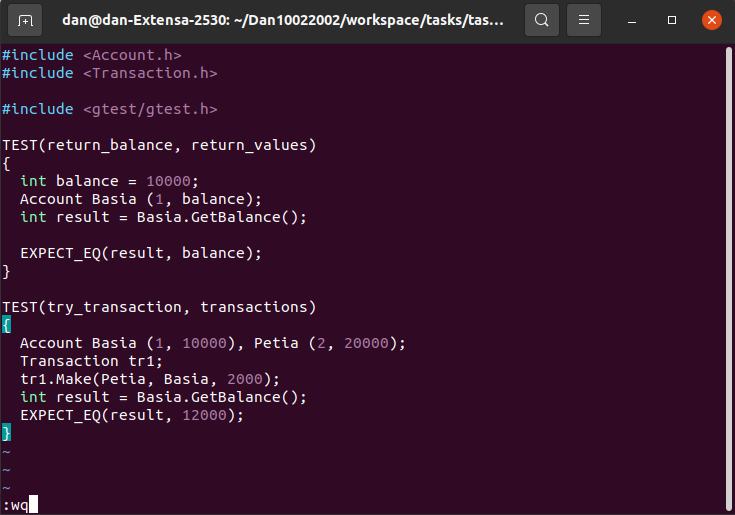 dan@dan-Extensa-2530: ~/Dan10022002/workspace/tasks/tas...
#include <Account.h>
#include <Transaction.h>
#include <gtest/gtest.h>
TEST(return_balance, return_values)
{
  int balance = 10000;
  Account Basia (1, balance);
  int result = Basia.GetBalance();
  EXPECT_EQ(result, balance);
}
TEST(try_transaction, transactions)
{
  Account Basia (1, 10000), Petia (2, 20000);
  Transaction tr1;
  tr1.Make(Petia, Basia, 2000);
  int result = Basia.GetBalance();
  EXPECT_EQ(result, 12000);
}
~
~
~
:wq